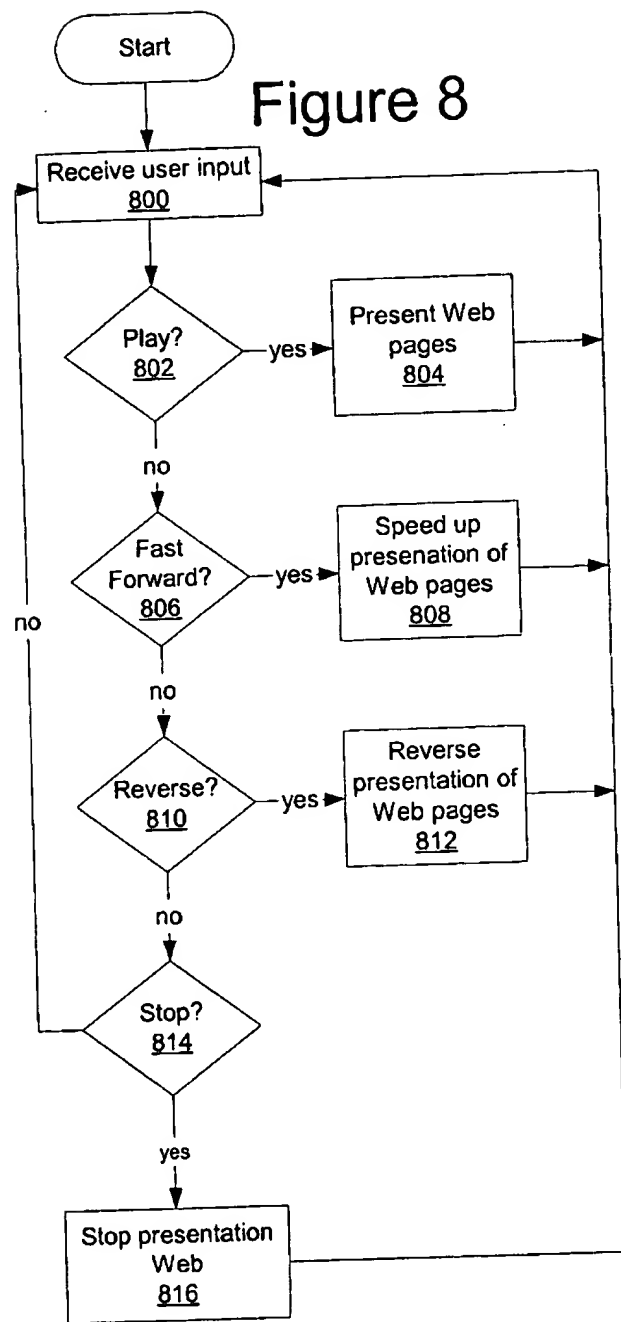 Start
Figure 8
Receive user input
800
Play?
802
yes
Present Web
pages
804
no
Fast
Forward?
806
yes
Speed up
presenation of
Web pages
808
no
no
Reverse?
810
yes
Reverse
presentation of
Web pages
812
no
Stop?
814
yes
Stop presentation
Web
816